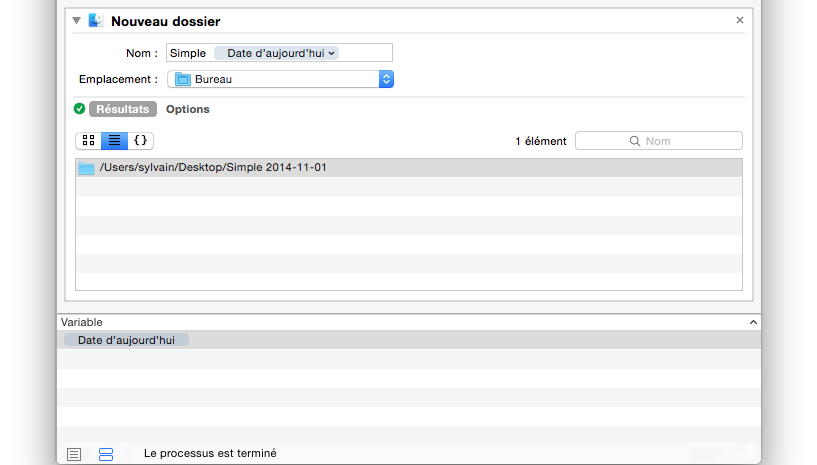 Nouveau dossier
Nom : Simple Date d'aujourd'hui
Emplacement : Bureau
Résultats Options
{} 1 élément Nom
/Users/sylvain/Desktop/Simple 2014-11-01
Variable
Date d'aujourd'hui
Le processus est terminé